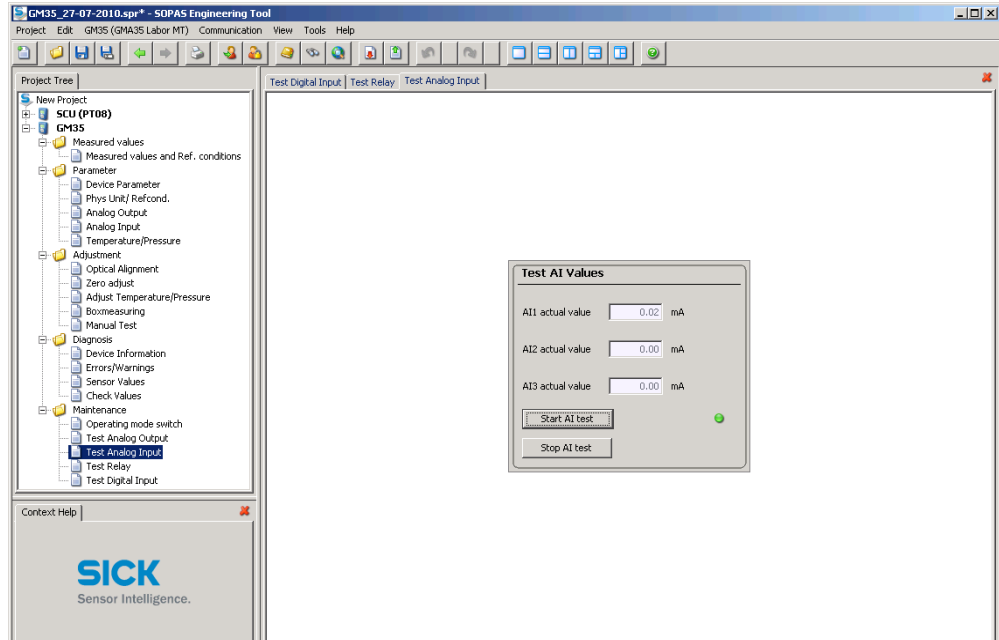 GM35_27-07-2010.spr* - SOPAS Engineering Tool
Project Edit GM35 (GMA35 Labor MT) Communication View Tools Help
Project Tree
New Project
SCU (PT08)
GM35
Measured values
Measured values and Ref. conditions
Parameter
Device Parameter
Phys Unit/ Refcond.
Analog Output
Analog Input
Temperature/Pressure
Adjustment
Optical Alignment
Zero adjust
Adjust Temperature/Pressure
Boxmeasuring
Manual Test
Diagnosis
Device Information
Errors/Warnings
Sensor Values
Check Values
Maintenance
Operating mode switch
Test Analog Output
Test Analog Input
Test Relay
Test Digital Input
Context Help
SICK
Sensor Intelligence.
Test Digital Input Test Relay Test Analog Input
Test AI Values
AI1 actual value 0.02 mA
AI2 actual value 0.00 mA
AI3 actual value 0.00 mA
Start AI test
Stop AI test